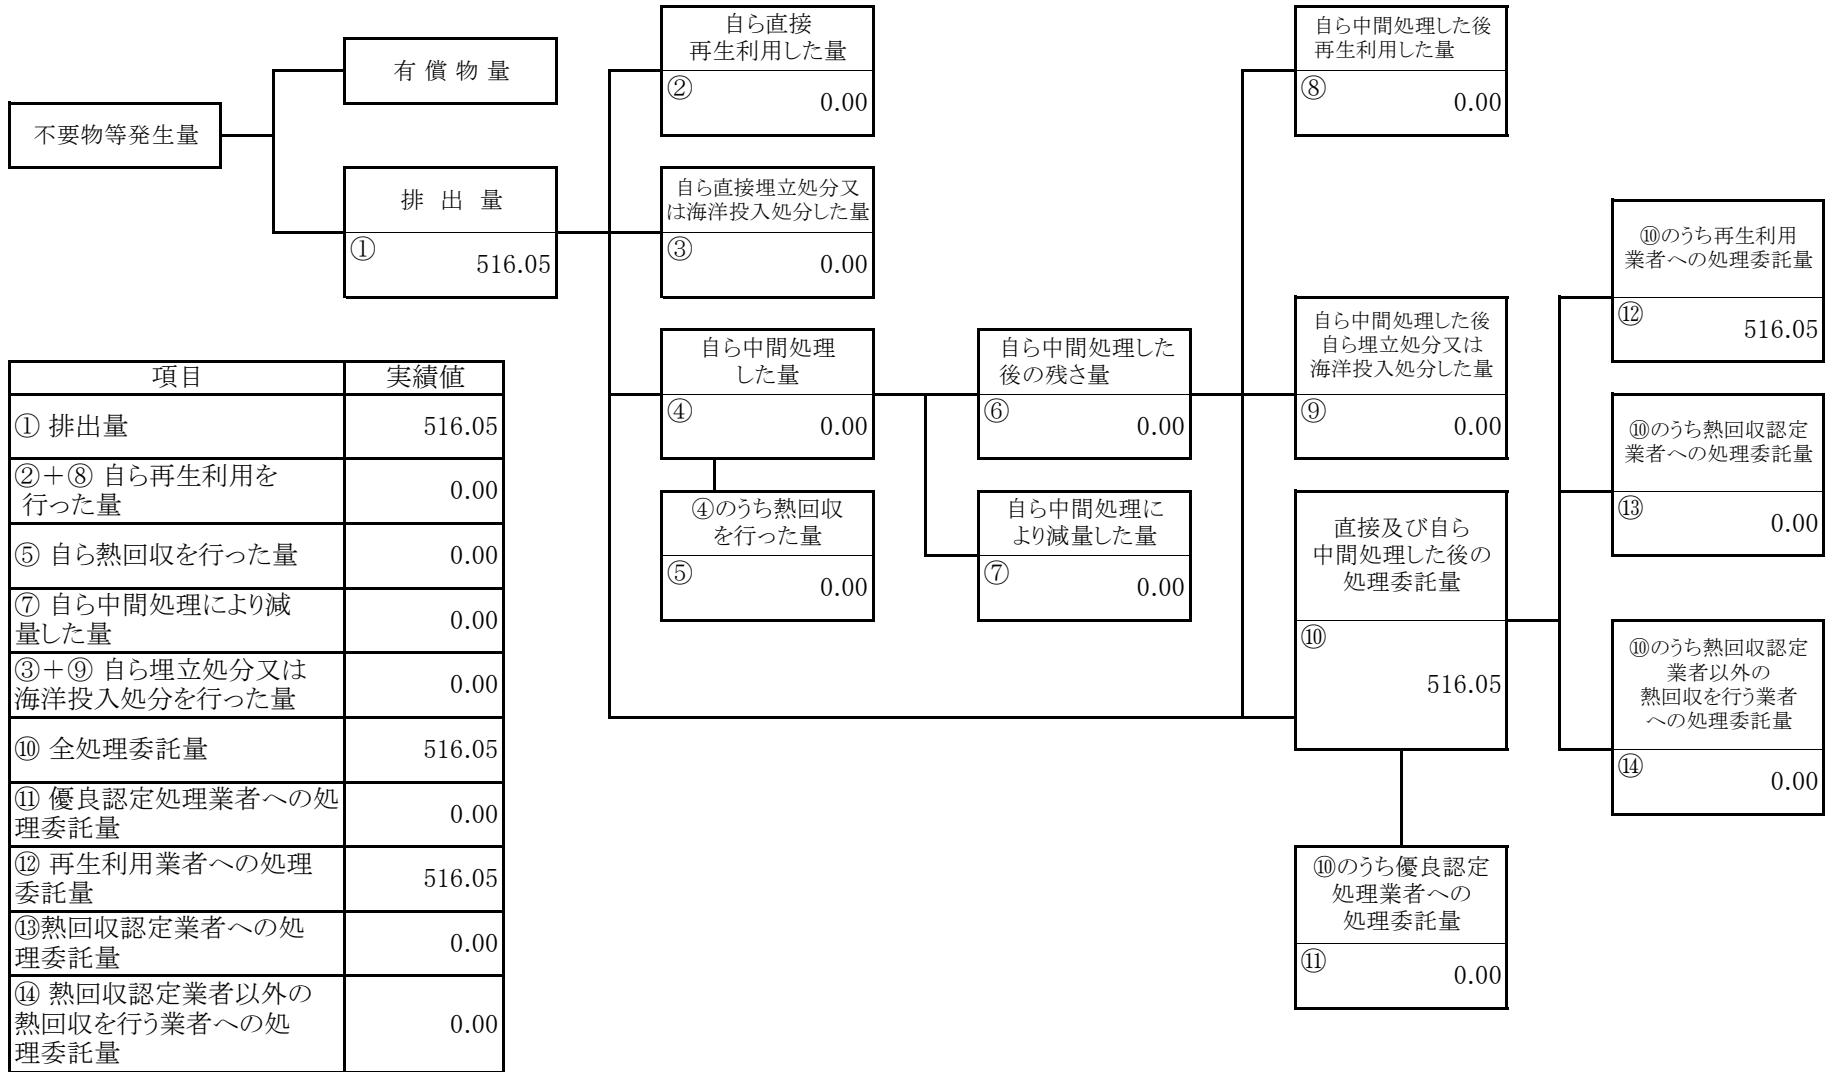 不要物等発生量
有 償 物 量
排 出 量
①
516.05
自ら直接
再生利用した量
②
0.00
自ら直接埋立処分又
は海洋投入処分した量
③
0.00
自ら中間処理
した量
④
0.00
④のうち熱回収
を行った量
⑤
0.00
自ら中間処理した
後の残さ量
⑥
0.00
自ら中間処理に
より減量した量
⑦
0.00
自ら中間処理した後
再生利用した量
⑧
0.00
自ら中間処理した後
自ら埋立処分又は
海洋投入処分した量
⑨
0.00
直接及び自ら
中間処理した後の
処理委託量
⑩
516.05
⑩のうち優良認定
処理業者への
処理委託量
⑪
0.00
⑩のうち再生利用
業者への処理委託量
⑫
516.05
⑩のうち熱回収認定
業者への処理委託量
⑬
0.00
⑩のうち熱回収認定
業者以外の
熱回収を行う業者
への処理委託量
⑭
0.00
項目 実績値
① 排出量 516.05
②＋⑧ 自ら再生利用を
行った量 0.00
⑤ 自ら熱回収を行った量 0.00
⑦ 自ら中間処理により減
量した量 0.00
③＋⑨ 自ら埋立処分又は
海洋投入処分を行った量 0.00
⑩ 全処理委託量 516.05
⑪ 優良認定処理業者への処
理委託量 0.00
⑫ 再生利用業者への処理
委託量 516.05
⑬熱回収認定業者への処
理委託量 0.00
⑭ 熱回収認定業者以外の
熱回収を行う業者への処
理委託量 0.00